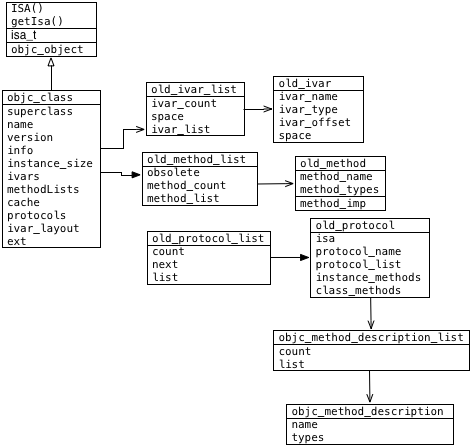 ISA()
getIsa()
isa_t
objc_object
objc_class
superclass
name
version
info
instance_size
ivars
methodLists
cache
protocols
ivar_layout
ext
old_ivar_list
ivar_count
space
ivar_list
old_ivar
ivar_name
ivar_type
ivar_offset
space
old_method_list
obsolete
method_count
method_list
old_method
method_name
method_types
method_imp
old_protocol_list
count
next
list
old_protocol
isa
protocol_name
protocol_list
instance_methods
class_methods
objc_method_description_list
count
list
objc_method_description
name
types